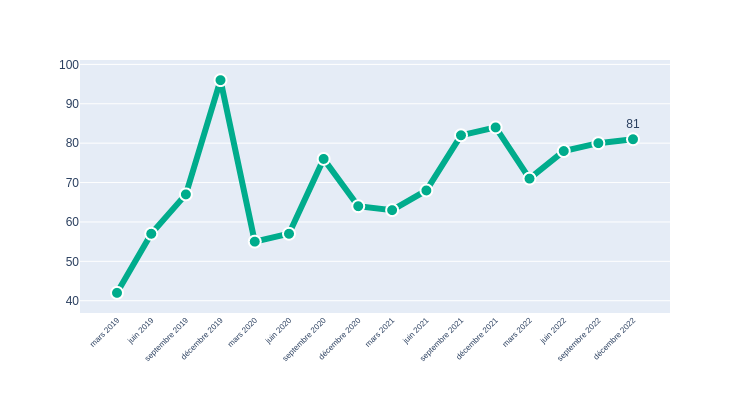 100
90
80
70
60
50
40
81
mars 2019
juin 2019
septembre 2019
décembre 2019
mars 2020
juin 2020
septembre 2020
décembre 2020
mars 2021
juin 2021
septembre 2021
décembre 2021
mars 2022
juin 2022
septembre 2022
décembre 2022